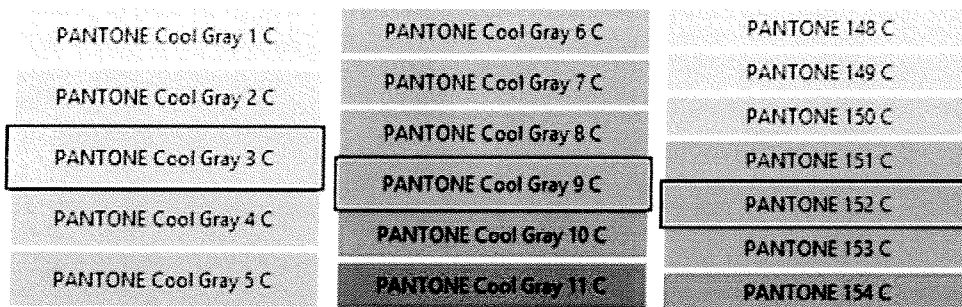 PANTONE Cool Gray 1 C
PANTONE Cool Gray 2 C
PANTONE Cool Gray 3 C
PANTONE Cool Gray 4 C
PANTONE Cool Gray 5 C
PANTONE Cool Gray 6 C
PANTONE Cool Gray 7 C
PANTONE Cool Gray 8 C
PANTONE Cool Gray 9 C
PANTONE Cool Gray 10 C
PANTONE Cool Gray 11 C
PANTONE 148 C
PANTONE 149 C
PANTONE 150 C
PANTONE 151 C
PANTONE 152 C
PANTONE 153 C
PANTONE 154 C